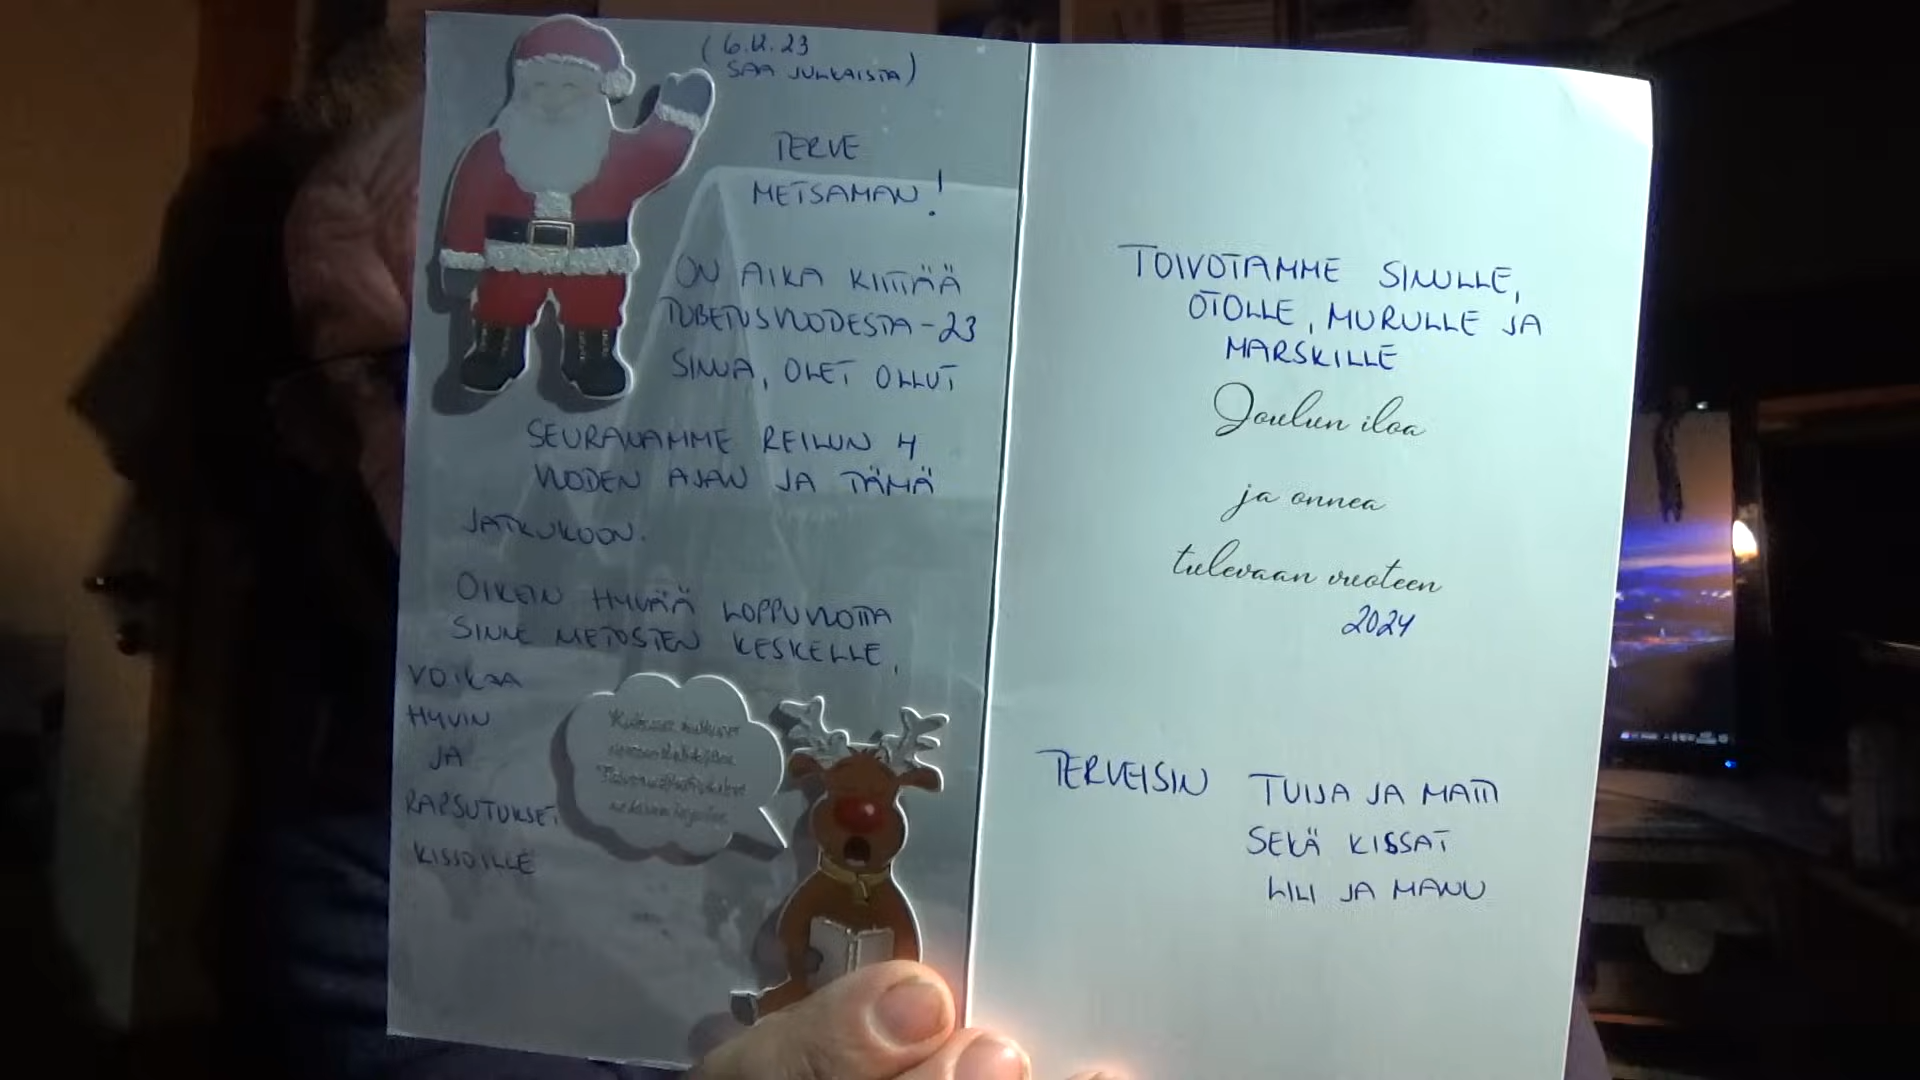 ( 6.12.23
SAA JULKAISTA )
TERVE
METSÄMAN!
ON AIKA KIITTÄÄ
TUBETUSVUODESTA -23
SINUA, OLET OLLUT
SEURANAMME REILUN 4
VUODEN AJAN JA TÄMÄ
JATKUKOON.
OIKEIN HYVÄÄ LOPPUVUOTTA
SINNE METOSTEN KESKELLE,
VOIKAA
HYVIN
JA
RAPSUTUKSET
KISSOILLE
TOIVOTAMME SINULLE,
OTOLLE, MURULLE JA
MARSKILLE
Joulun iloa
ja onnea
tulevaan vuoteen
2024
TERVEISIN TUIJA JA MATTI
SEKÄ KISSAT
LILI JA MANU